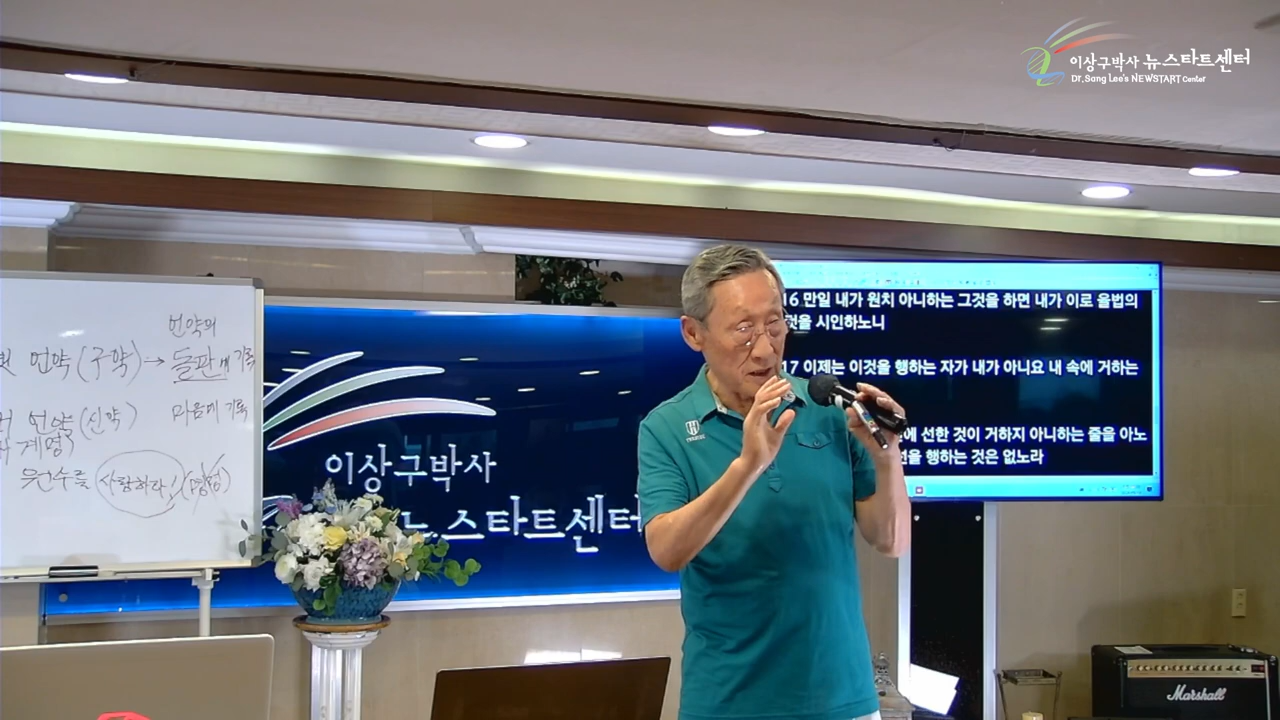 이상구박사 뉴스타트센터
Dr. Sang Lee's NEWSTART Center
언약의
언약(구약)→ 돌판에 기록
언약(신약) 마음에 기록
계명)
원수를 사랑하라!
이상구박사
뉴스타트센터
16 만일 내가 원치 아니하는 그것을 하면 내가 이로 율법의
것을 시인하노니
17 이제는 이것을 행하는 자가 내가 아니요 내 속에 거하는
에 선한 것이 거하지 아니하는 줄을 아노
선을 행하는 것은 없노라
Marshall